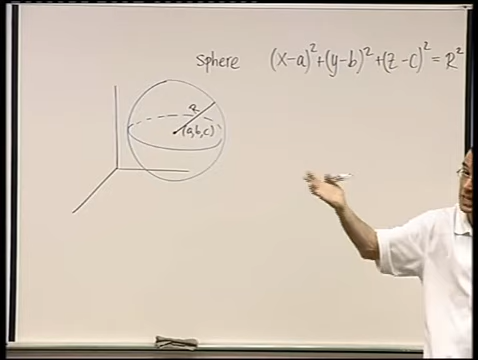 Sphere (x-a)²+(y-b)²+(z-c)² = R²
R
(a,b,c)